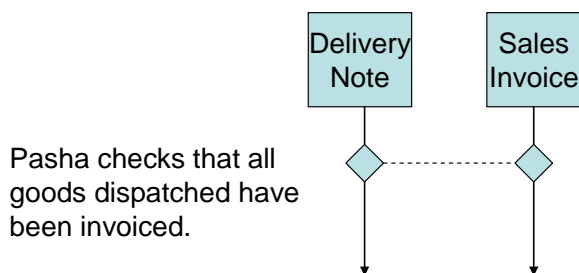 Delivery
Note
Sales
Invoice
Pasha checks that all
goods dispatched have
been invoiced.